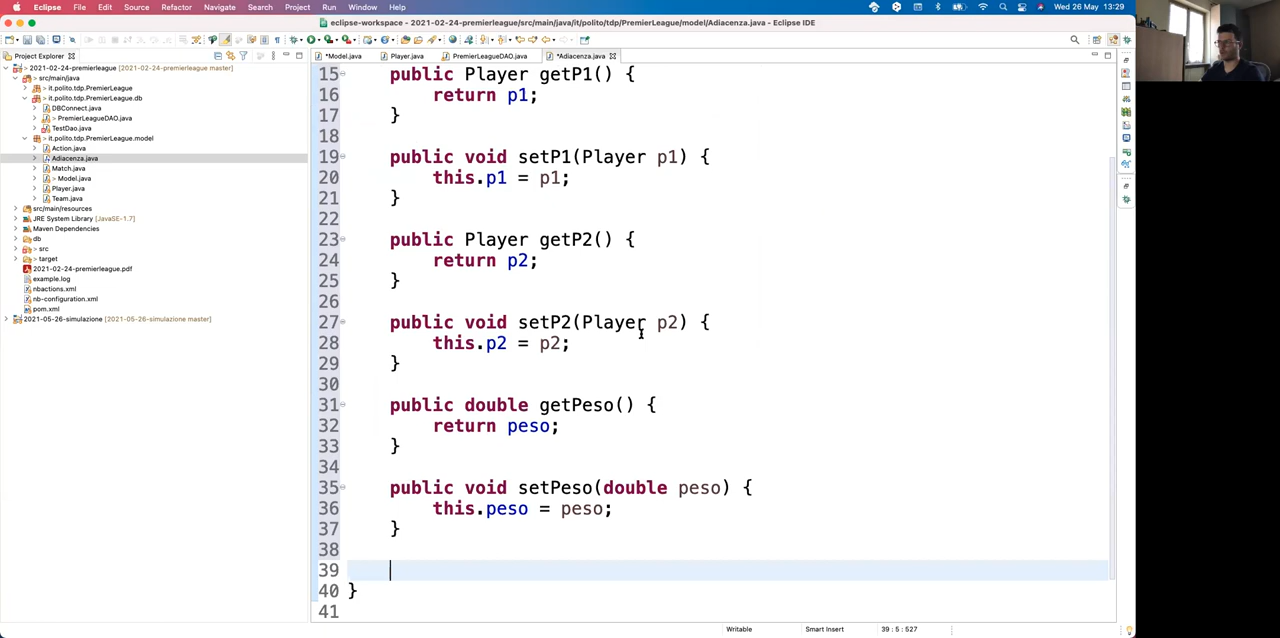 Eclipse File Edit Source Refactor Navigate Search Project Run Window Help Wed 26 May 13:29
eclipse-workspace - 2021-02-24-premierleague/src/main/java/it/polito/tdp/PremierLeague/model/Adiacenza.java - Eclipse IDE
Project Explorer
2021-02-24-premierleague [2021-02-24-premierleague master]
src/main/java
it.polito.tdp.PremierLeague
it.polito.tdp.PremierLeague.db
DBConnect.java
> PremierLeagueDAO.java
TestDao.java
it.polito.tdp.PremierLeague.model
Action.java
Adiacenza.java
Match.java
> Model.java
Player.java
Team.java
src/main/resources
JRE System Library [JavaSE-1.7]
Maven Dependencies
db
> src
> target
2021-02-24-premierleague.pdf
example.log
nbactions.xml
nb-configuration.xml
pom.xml
2021-05-26-simulazione [2021-05-26-simulazione master]
*Model.java Player.java PremierLeagueDAO.java *Adiacenza.java
15 public Player getP1() {
16 return p1;
17 }
18
19 public void setP1(Player p1) {
20 this.p1 = p1;
21 }
22
23 public Player getP2() {
24 return p2;
25 }
26
27 public void setP2(Player p2) {
28 this.p2 = p2;
29 }
30
31 public double getPeso() {
32 return peso;
33 }
34
35 public void setPeso(double peso) {
36 this.peso = peso;
37 }
38
39
40 }
41
Writable Smart Insert 39 : 5 : 527